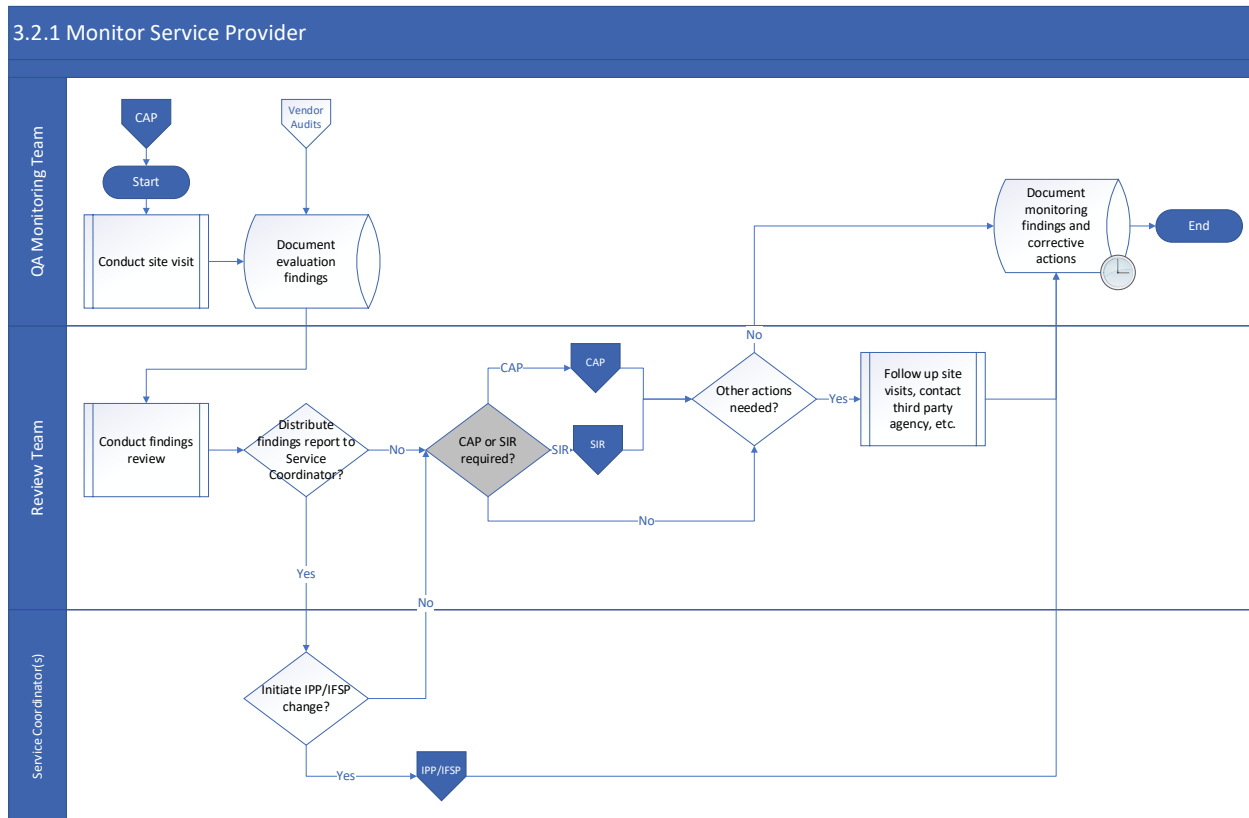 3.2.1 Monitor Service Provider
QA Monitoring Team
CAP
Vendor
Audits
Start
Conduct site visit
Document
evaluation
findings
Document
monitoring
findings and
corrective
actions
End
Review Team
No
CAP
CAP
Conduct findings
review
Distribute
findings report to
Service
Coordinator?
No
CAP or SIR
required?
SIR
SIR
Other actions
needed?
Yes
Follow up site
visits, contact
third party
agency, etc.
No
Yes
No
Service Coordinator(s)
Initiate IPP/IFSP
change?
Yes
IPP/IFSP